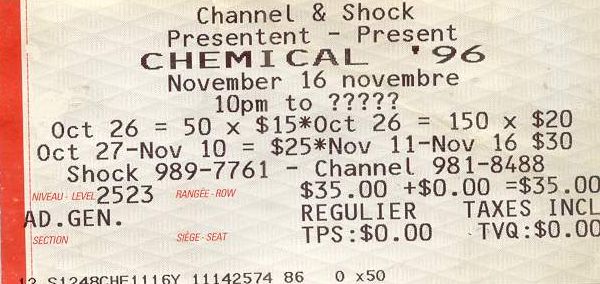 Channel & Shock
Presentent - Present
CHEMICAL '96
November 16 novembre
10pm to ?????
Oct 26 = 50 x $15*Oct 26 = 150 x $20
Oct 27-Nov 10 = $25*Nov 11-Nov 16 $30
Shock 989-7761 - Channel 981-8488
NIVEAU - LEVEL 2523 RANGÉE - ROW $35.00 +$0.00 =$35.00
AD.GEN. REGULIER TAXES INCL
SECTION SIÈGE - SEAT TPS:$0.00 TVQ:$0.00
12 S1248CHE1116Y 11142574 86 0 x50